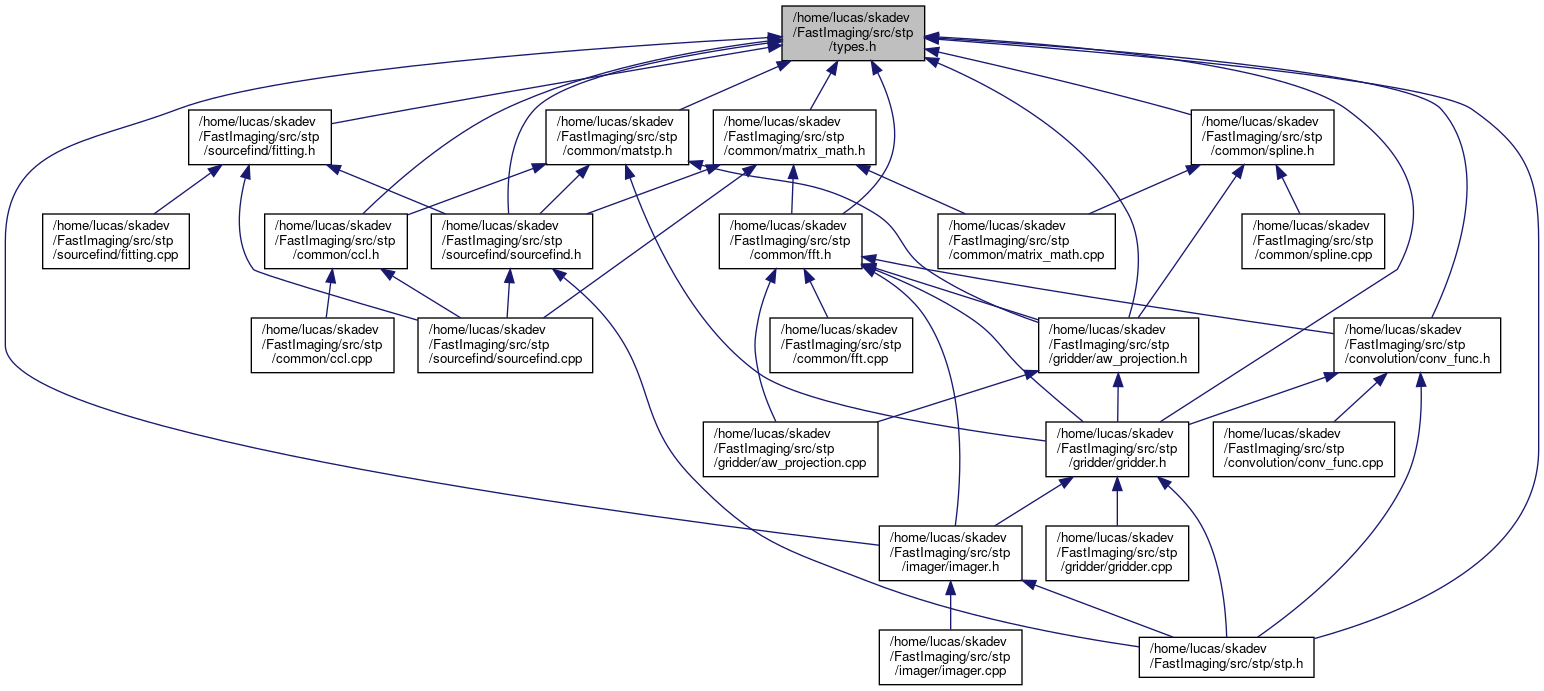 /home/lucas/skadev
/FastImaging/src/stp
/types.h
/home/lucas/skadev
/FastImaging/src/stp
/sourcefind/fitting.h
/home/lucas/skadev
/FastImaging/src/stp
/common/matstp.h
/home/lucas/skadev
/FastImaging/src/stp
/common/matrix_math.h
/home/lucas/skadev
/FastImaging/src/stp
/common/spline.h
/home/lucas/skadev
/FastImaging/src/stp
/sourcefind/fitting.cpp
/home/lucas/skadev
/FastImaging/src/stp
/common/ccl.h
/home/lucas/skadev
/FastImaging/src/stp
/sourcefind/sourcefind.h
/home/lucas/skadev
/FastImaging/src/stp
/common/fft.h
/home/lucas/skadev
/FastImaging/src/stp
/common/matrix_math.cpp
/home/lucas/skadev
/FastImaging/src/stp
/common/spline.cpp
/home/lucas/skadev
/FastImaging/src/stp
/common/ccl.cpp
/home/lucas/skadev
/FastImaging/src/stp
/sourcefind/sourcefind.cpp
/home/lucas/skadev
/FastImaging/src/stp
/common/fft.cpp
/home/lucas/skadev
/FastImaging/src/stp
/gridder/aw_projection.h
/home/lucas/skadev
/FastImaging/src/stp
/convolution/conv_func.h
/home/lucas/skadev
/FastImaging/src/stp
/gridder/aw_projection.cpp
/home/lucas/skadev
/FastImaging/src/stp
/gridder/gridder.h
/home/lucas/skadev
/FastImaging/src/stp
/convolution/conv_func.cpp
/home/lucas/skadev
/FastImaging/src/stp
/imager/imager.h
/home/lucas/skadev
/FastImaging/src/stp
/gridder/gridder.cpp
/home/lucas/skadev
/FastImaging/src/stp
/imager/imager.cpp
/home/lucas/skadev
/FastImaging/src/stp/stp.h